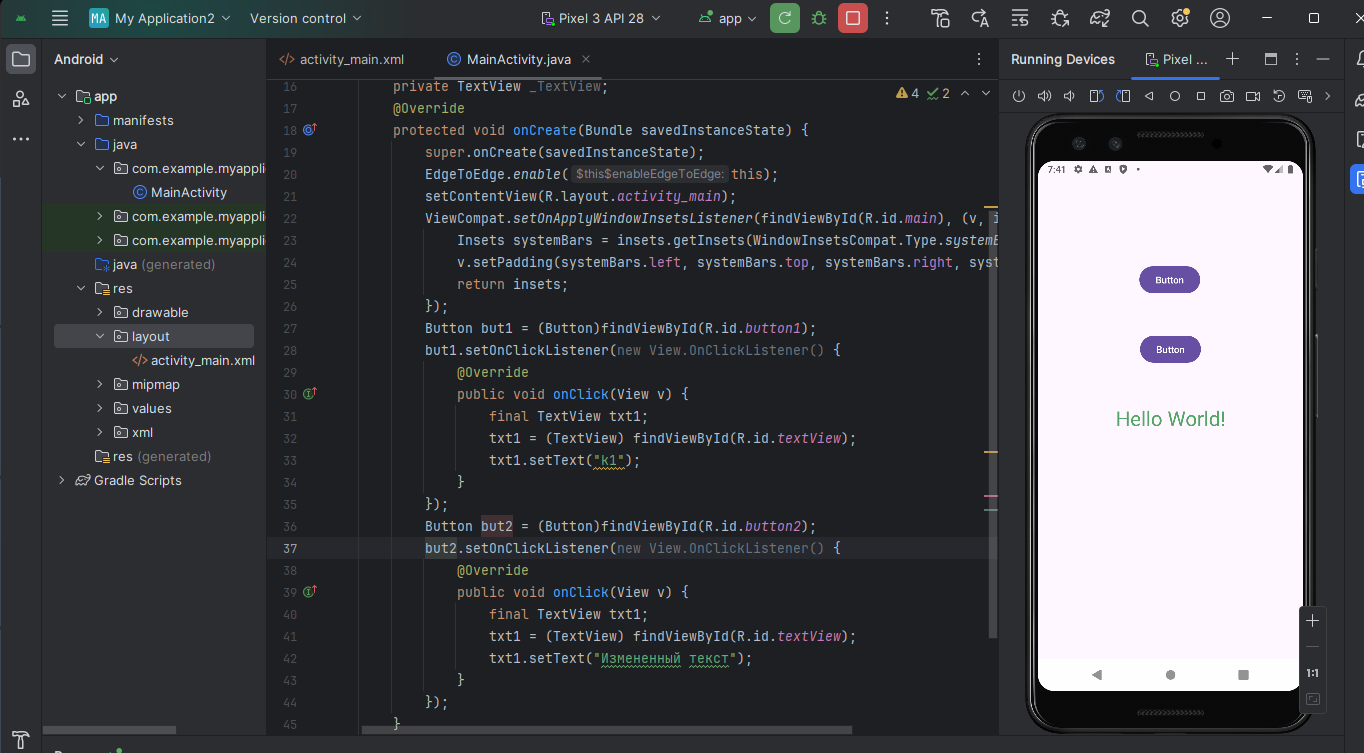 MA My Application2 Version control Pixel 3 API 28 app
Android
app
manifests
java
com.example.myappli
MainActivity
com.example.myappli
com.example.myappli
java (generated)
res
drawable
layout
activity_main.xml
mipmap
values
xml
res (generated)
Gradle Scripts
activity_main.xml MainActivity.java
4 2
16 private TextView _TextView;
17 @Override
18 protected void onCreate(Bundle savedInstanceState) {
19 super.onCreate(savedInstanceState);
20 EdgeToEdge.enable( $this$enableEdgeToEdge: this);
21 setContentView(R.layout.activity_main);
22 ViewCompat.setOnApplyWindowInsetsListener(findViewById(R.id.main), (v, i
23 Insets systemBars = insets.getInsets(WindowInsetsCompat.Type.systemB
24 v.setPadding(systemBars.left, systemBars.top, systemBars.right, syst
25 return insets;
26 });
27 Button but1 = (Button)findViewById(R.id.button1);
28 but1.setOnClickListener(new View.OnClickListener() {
29 @Override
30 public void onClick(View v) {
31 final TextView txt1;
32 txt1 = (TextView) findViewById(R.id.textView);
33 txt1.setText("k1");
34 }
35 });
36 Button but2 = (Button)findViewById(R.id.button2);
37 but2.setOnClickListener(new View.OnClickListener() {
38 @Override
39 public void onClick(View v) {
40 final TextView txt1;
41 txt1 = (TextView) findViewById(R.id.textView);
42 txt1.setText("Измененный текст");
43 }
44 });
45 }
Running Devices Pixel ...
7:41
Button
Button
Hello World!
1:1